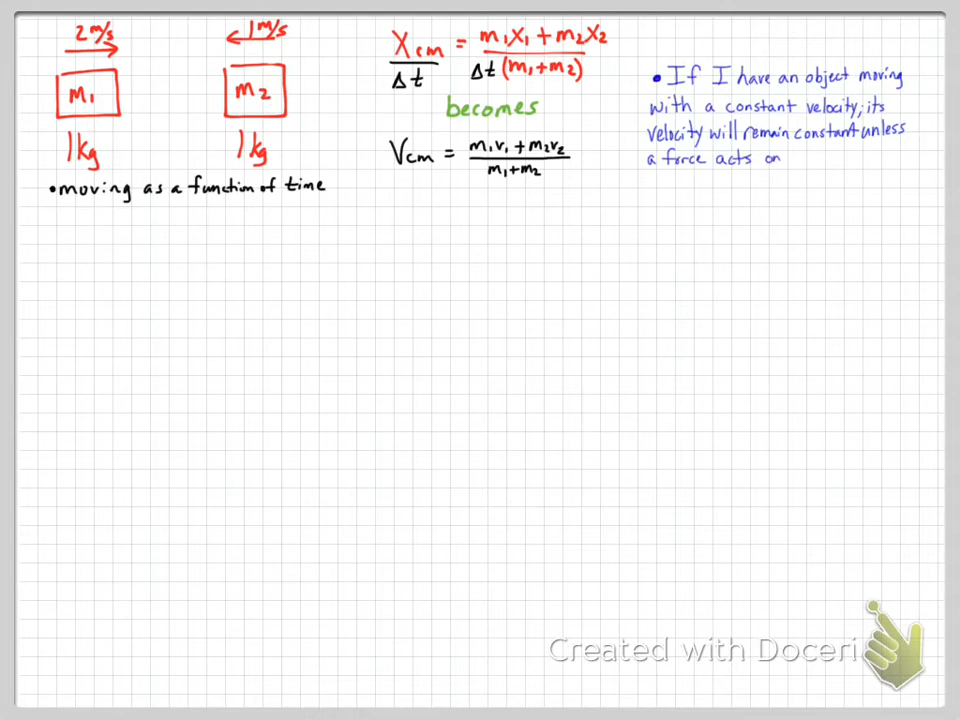 2 m/s
1 m/s
m1
m2
1kg
1kg
•moving as a function of time
Xcm = m1X1 + m2X2
Δt Δt (m1+m2)
becomes
Vcm = m1v1 + m2v2
m1+m2
• If I have an object moving
with a constant velocity, its
velocity will remain constant unless
a force acts on
Created with Doceri